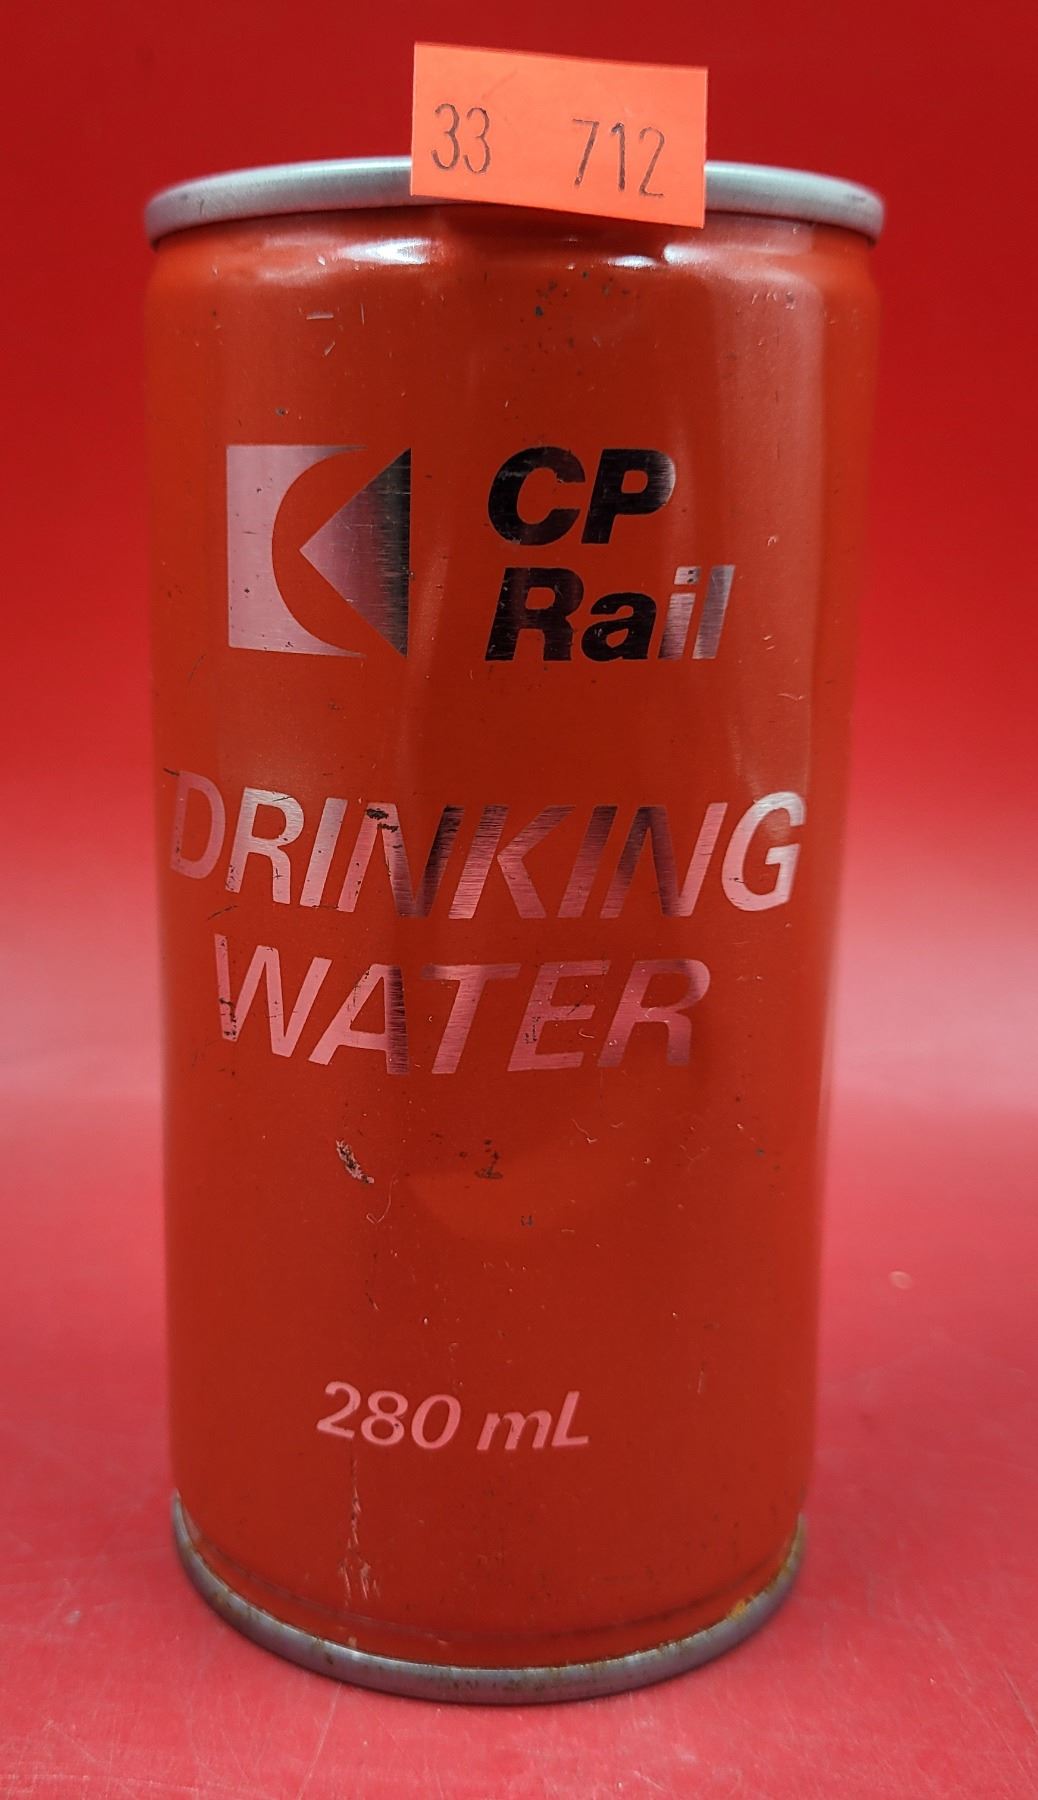 33 712
CP
Rail
DRINKING
WATER
280 mL